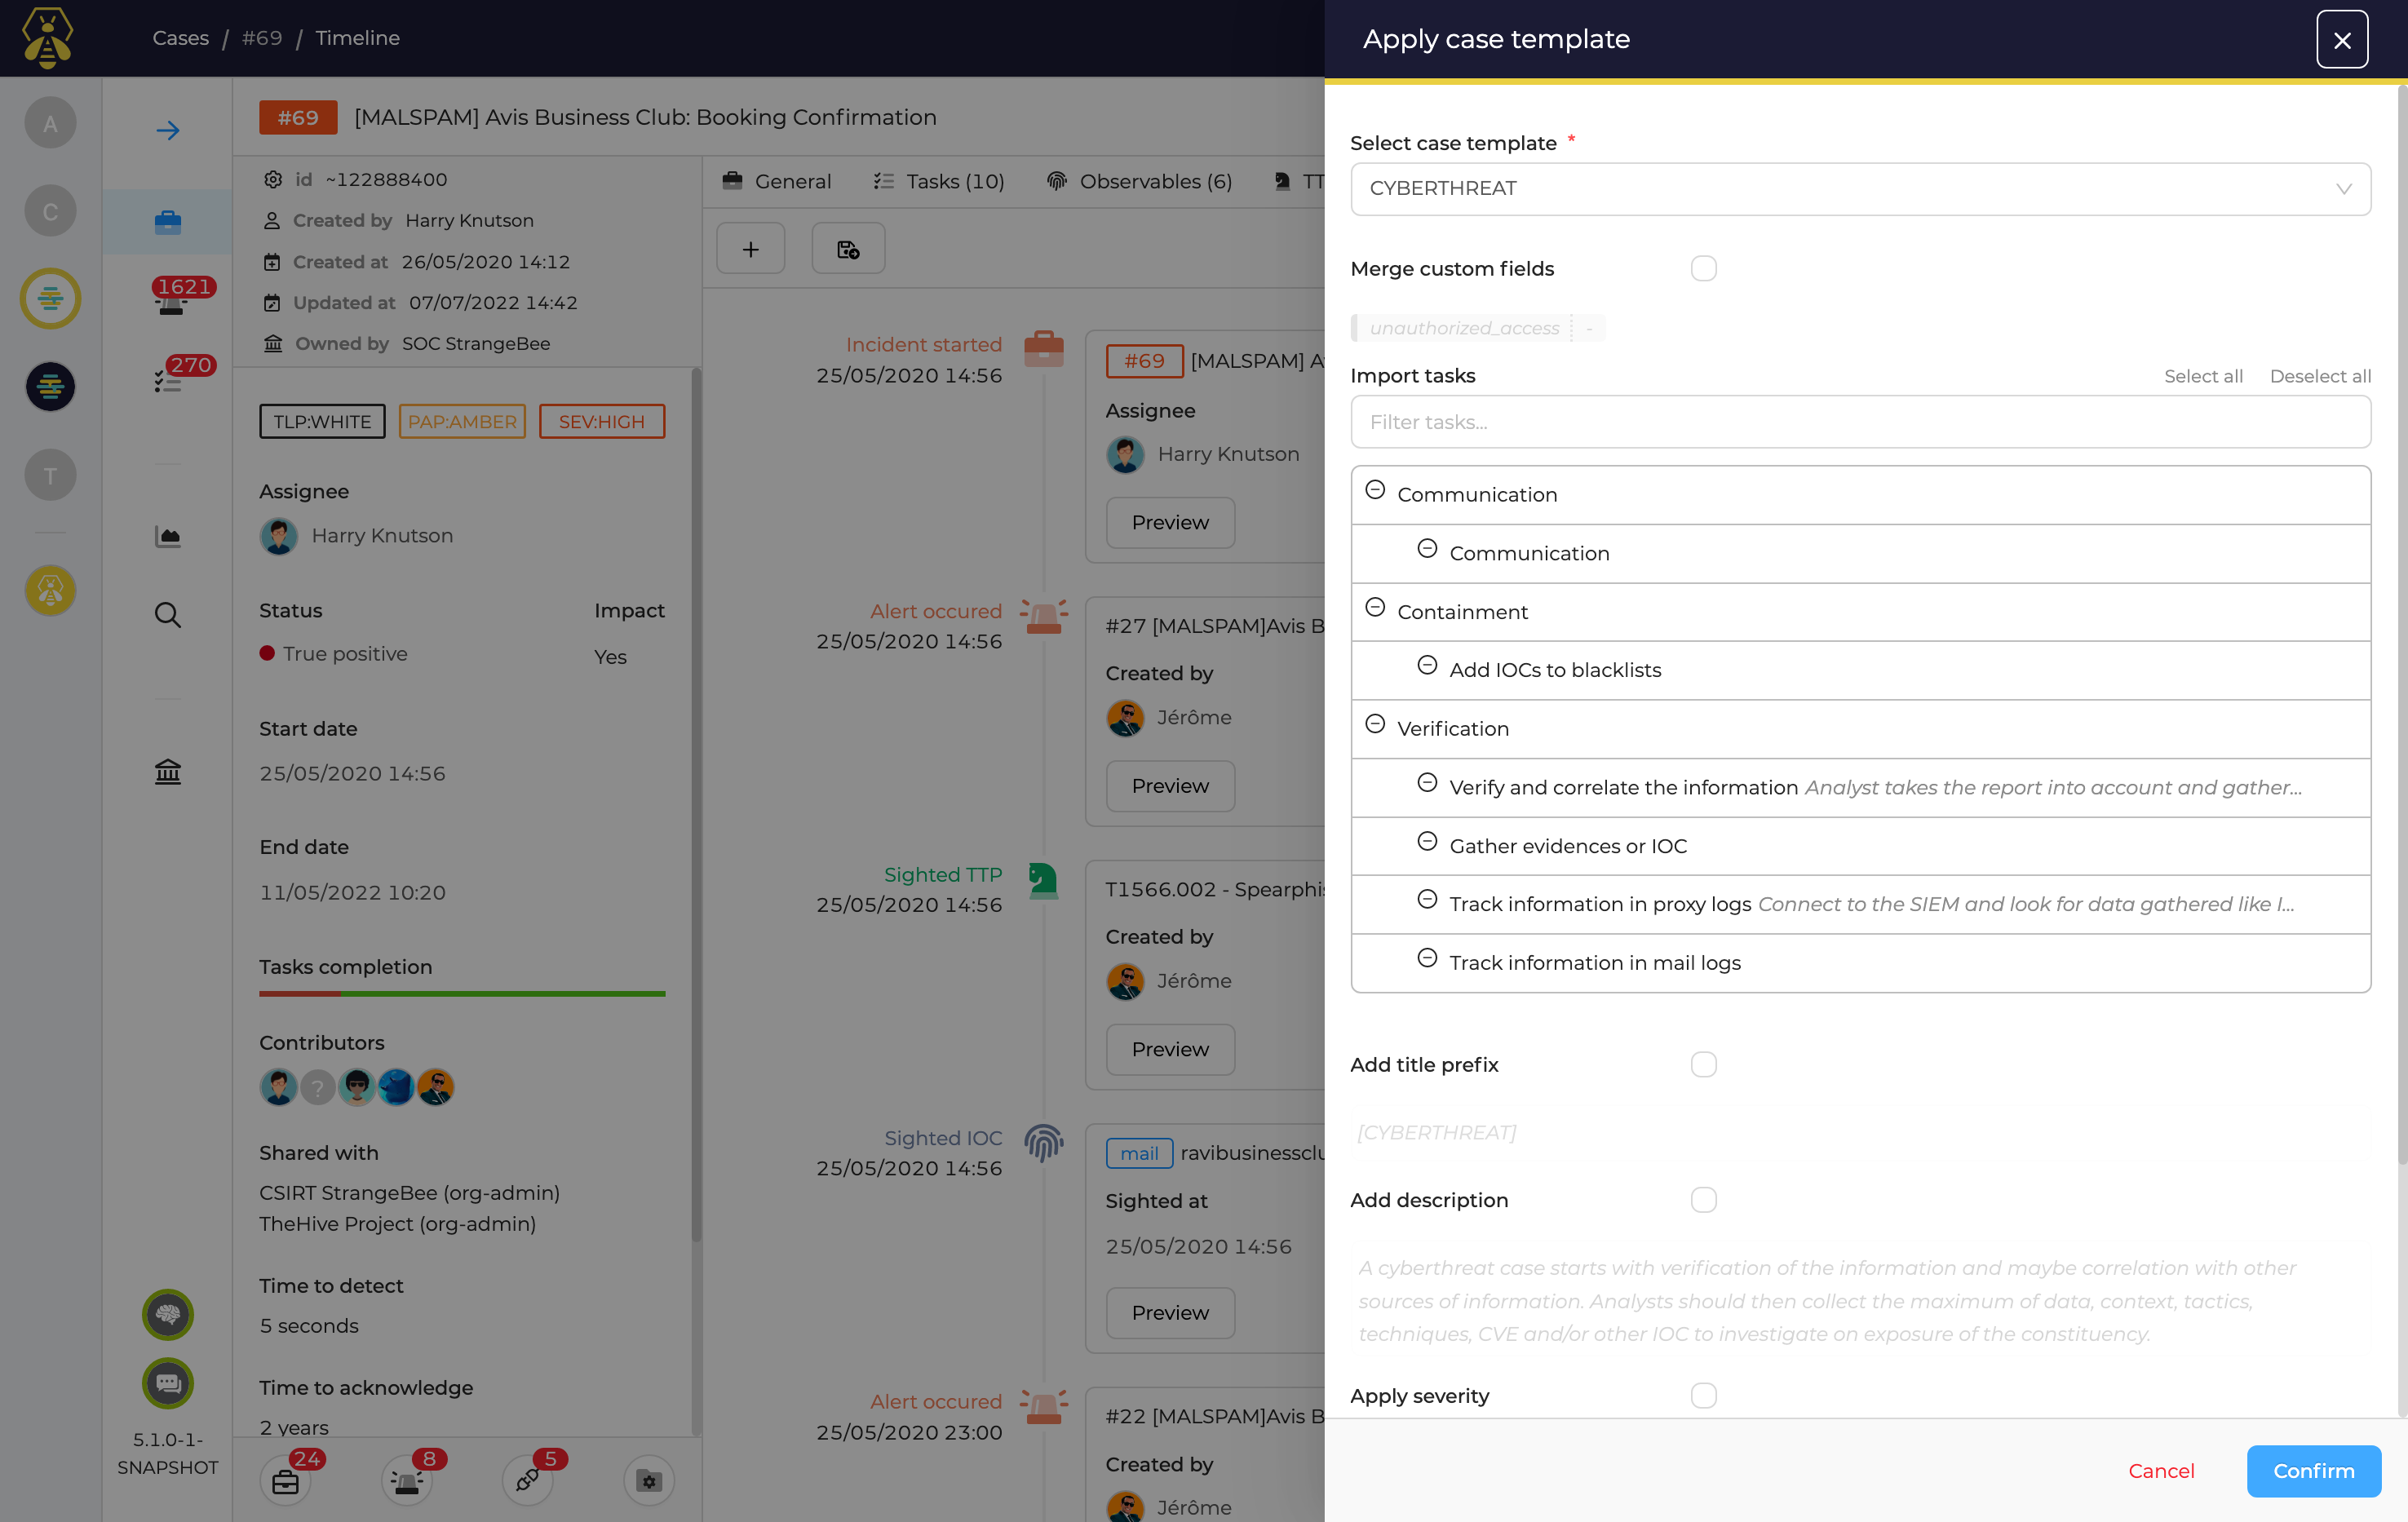 Cases / #69 / Timeline
Apply case template
A
C
T
1621
270
5.1.0-1-
SNAPSHOT
#69 [MALSPAM] Avis Business Club: Booking Confirmation
id ~122888400
Created by Harry Knutson
Created at 26/05/2020 14:12
Updated at 07/07/2022 14:42
Owned by SOC StrangeBee
TLP:WHITE PAP:AMBER SEV:HIGH
Assignee
Harry Knutson
Status Impact
True positive Yes
Start date
25/05/2020 14:56
End date
11/05/2022 10:20
Tasks completion
Contributors
?
Shared with
CSIRT StrangeBee (org-admin)
TheHive Project (org-admin)
Time to detect
5 seconds
Time to acknowledge
2 years
24 8 5
General Tasks (10) Observables (6) TT
Incident started
25/05/2020 14:56
#69 [MALSPAM] A
Assignee
Harry Knutson
Preview
Alert occured
25/05/2020 14:56
#27 [MALSPAM]Avis B
Created by
Jérôme
Preview
Sighted TTP
25/05/2020 14:56
T1566.002 - Spearphi
Created by
Jérôme
Preview
Sighted IOC
25/05/2020 14:56
mail ravibusinessclu
Sighted at
25/05/2020 14:56
Preview
Alert occured
25/05/2020 23:00
#22 [MALSPAM]Avis B
Created by
Jérôme
Select case template *
CYBERTHREAT
Merge custom fields
unauthorized_access -
Import tasks Select all Deselect all
Filter tasks...
Communication
Communication
Containment
Add IOCs to blacklists
Verification
Verify and correlate the information Analyst takes the report into account and gather...
Gather evidences or IOC
Track information in proxy logs Connect to the SIEM and look for data gathered like I...
Track information in mail logs
Add title prefix
[CYBERTHREAT]
Add description
A cyberthreat case starts with verification of the information and maybe correlation with other
sources of information. Analysts should then collect the maximum of data, context, tactics,
techniques, CVE and/or other IOC to investigate on exposure of the constituency.
Apply severity
Cancel Confirm